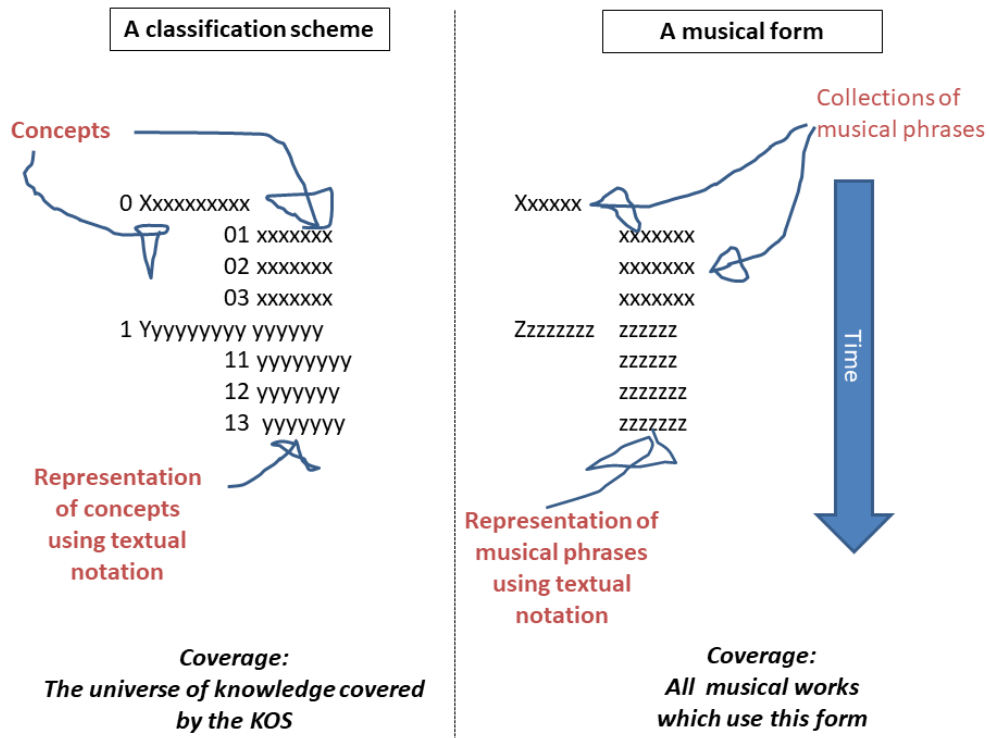 A classification scheme
Concepts
0 Xxxxxxxxxx
01 xxxxxxx
02 xxxxxxx
03 xxxxxxx
1 Yyyyyyyyy yyyyyy
11 yyyyyyyy
12 yyyyyyy
13 yyyyyyy
Representation
of concepts
using textual
notation
Coverage:
The universe of knowledge covered
by the KOS
A musical form
Collections of
musical phrases
Xxxxxx
xxxxxxx
xxxxxxx
xxxxxxx
Zzzzzzzz zzzzzz
zzzzzz
zzzzzzz
zzzzzzz
Time
Representation of
musical phrases
using textual
notation
Coverage:
All musical works
which use this form